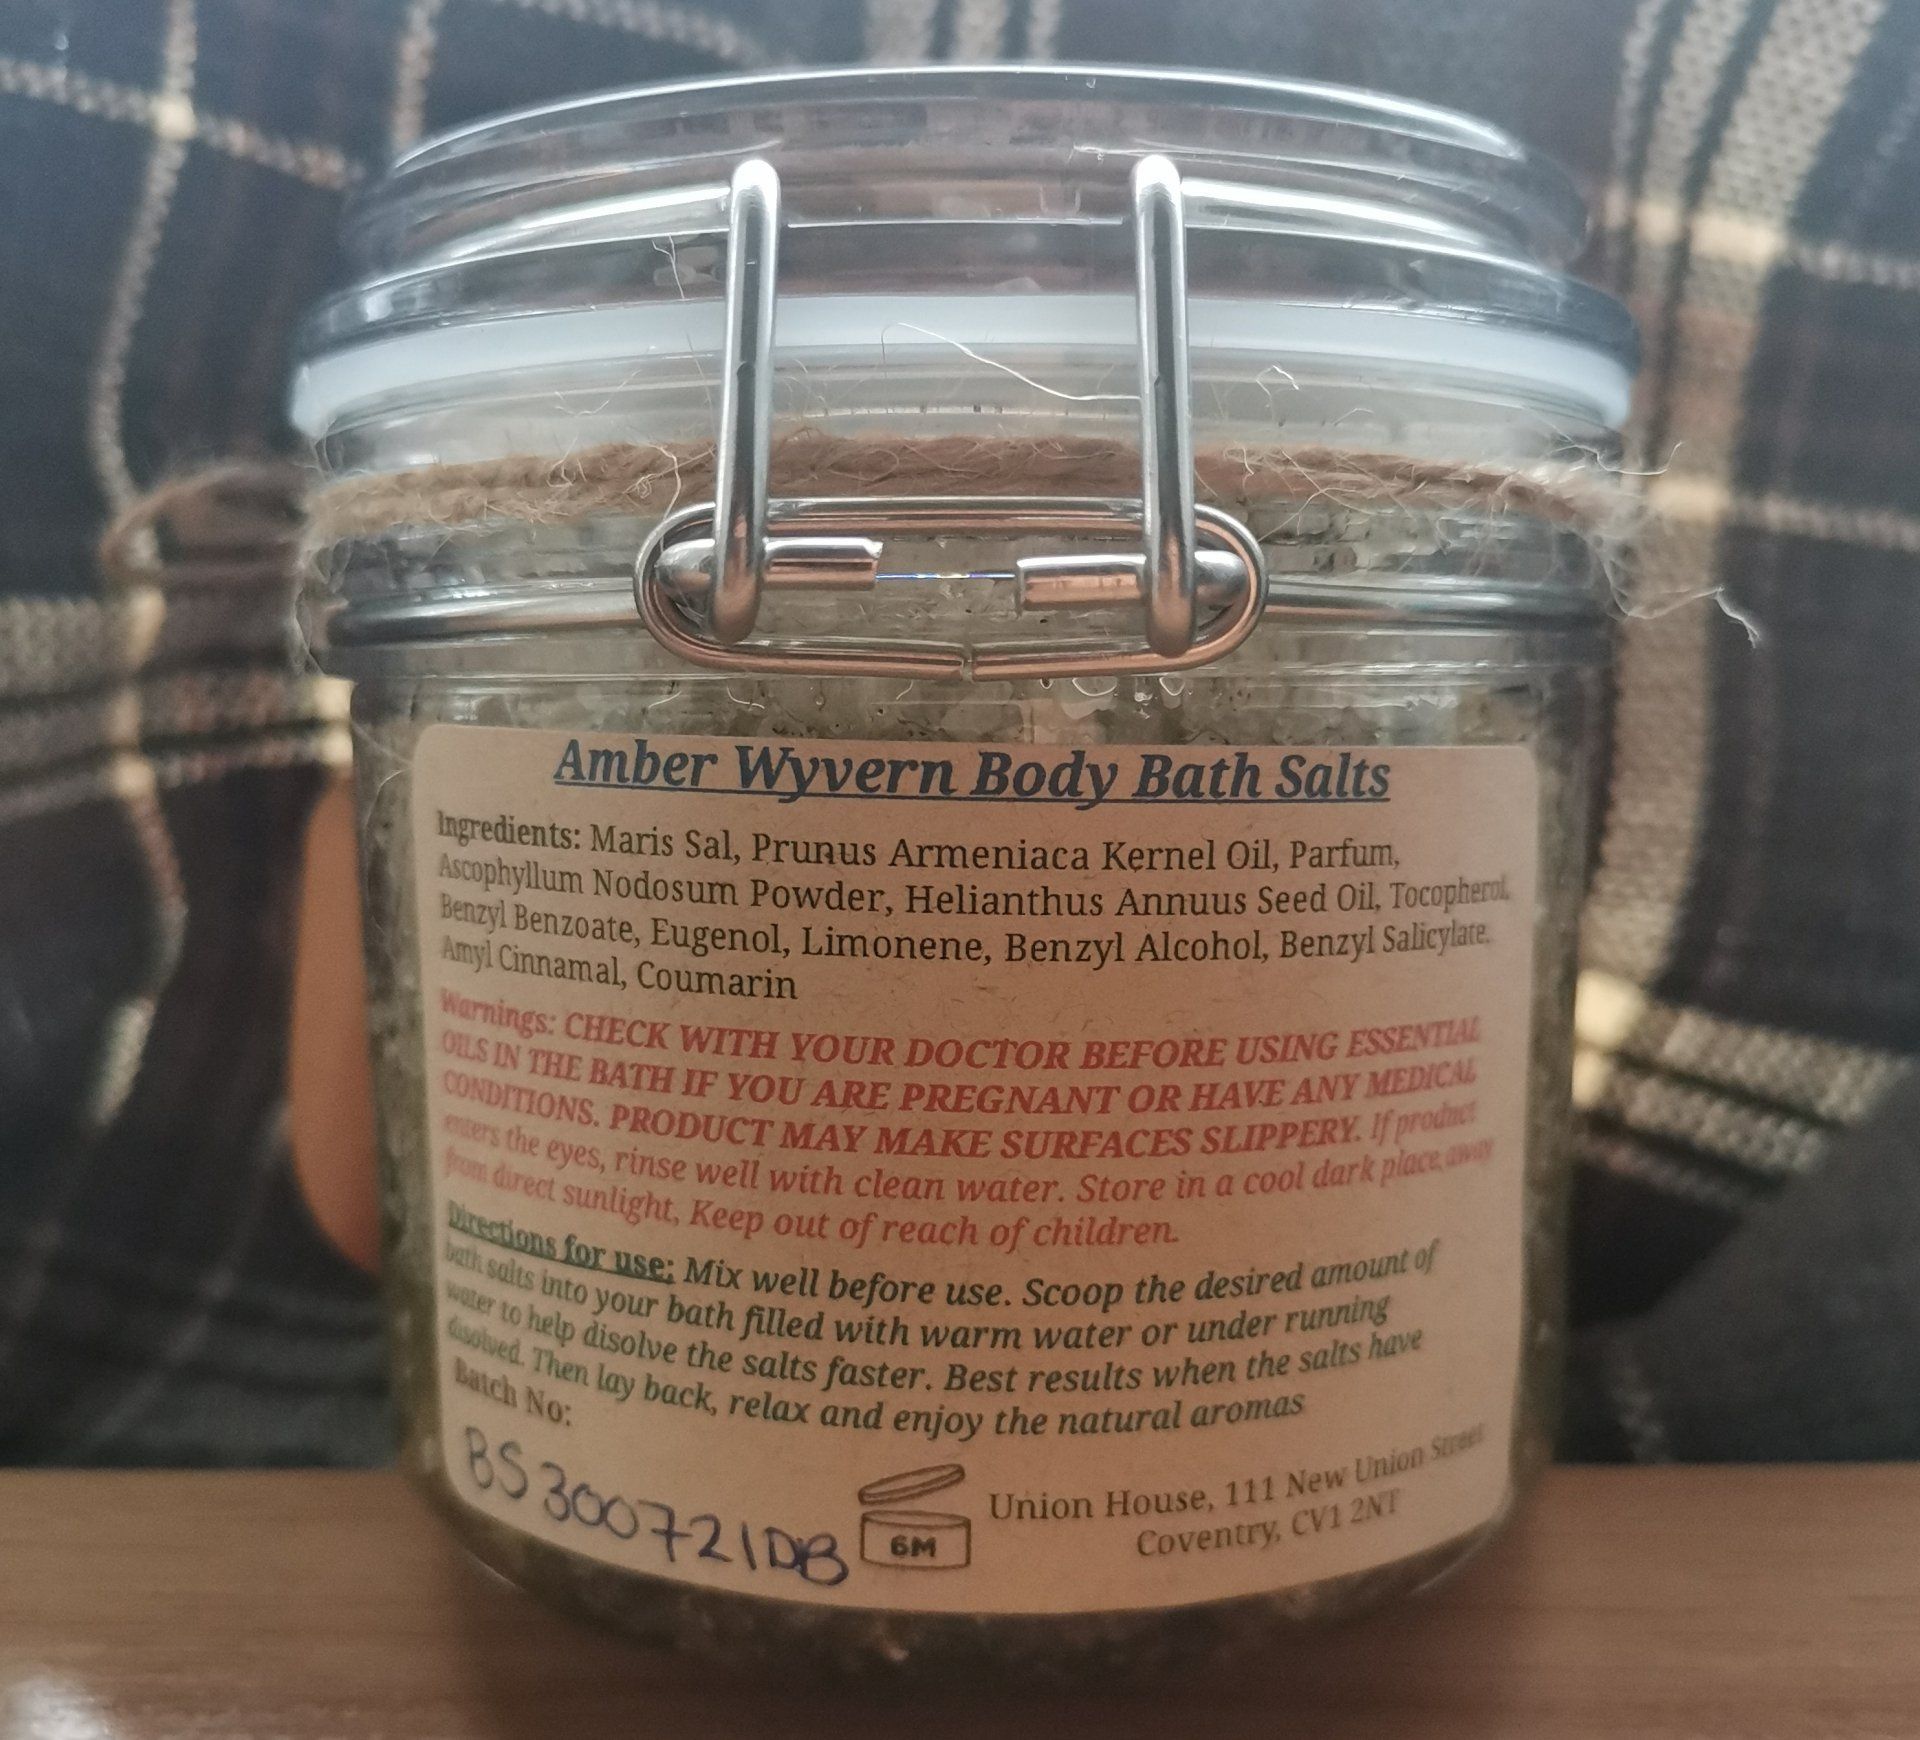 Amber Wyvern Body Bath Salts
Ingredients: Maris Sal, Prunus Armeniaca Kernel Oil, Parfum,
Ascophyllum Nodosum Powder, Helianthus Annuus Seed Oil, Tocopherol,
Benzyl Benzoate, Eugenol, Limonene, Benzyl Alcohol, Benzyl Salicylate,
Amyl Cinnamal, Coumarin
Warnings: CHECK WITH YOUR DOCTOR BEFORE USING ESSENTIAL
OILS IN THE BATH IF YOU ARE PREGNANT OR HAVE ANY MEDICAL
CONDITIONS. PRODUCT MAY MAKE SURFACES SLIPPERY. If product
enters the eyes, rinse well with clean water. Store in a cool dark place, away
from direct sunlight, Keep out of reach of children.
Directions for use: Mix well before use. Scoop the desired amount of
bath salts into your bath filled with warm water or under running
water to help disolve the salts faster. Best results when the salts have
disolved. Then lay back, relax and enjoy the natural aromas
Batch No:
BS300721DB
6M
Union House, 111 New Union Street
Coventry, CV1 2NT